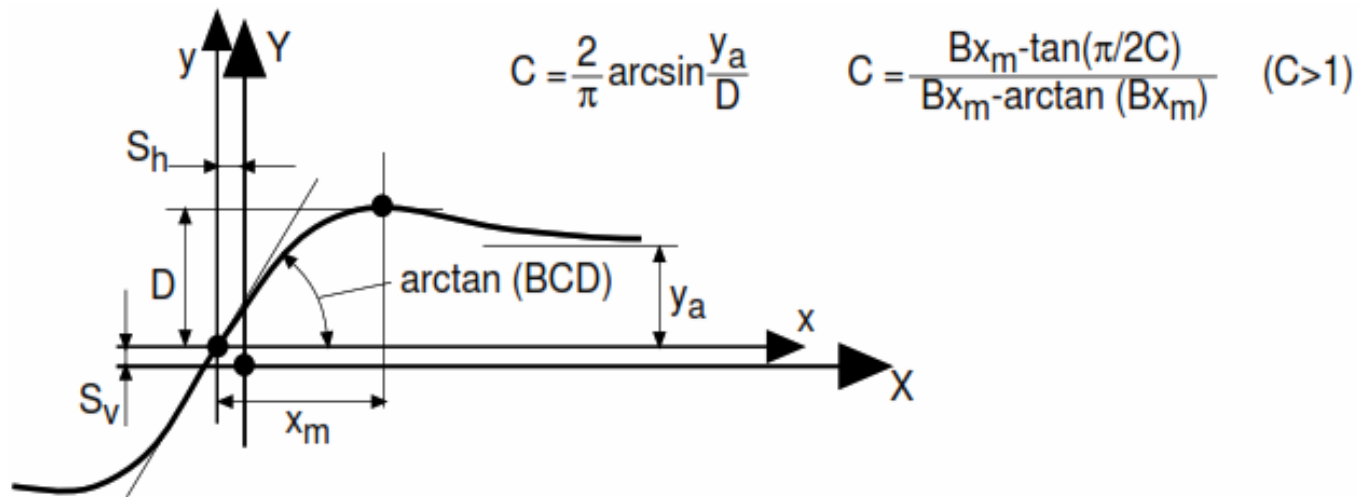 y Y
C = 2/π arcsin y_a/D
C = Bx_m-tan(π/2C) / Bx_m-arctan (Bx_m) (C>1)
S_h
D
arctan (BCD)
y_a
x
X
S_v
x_m